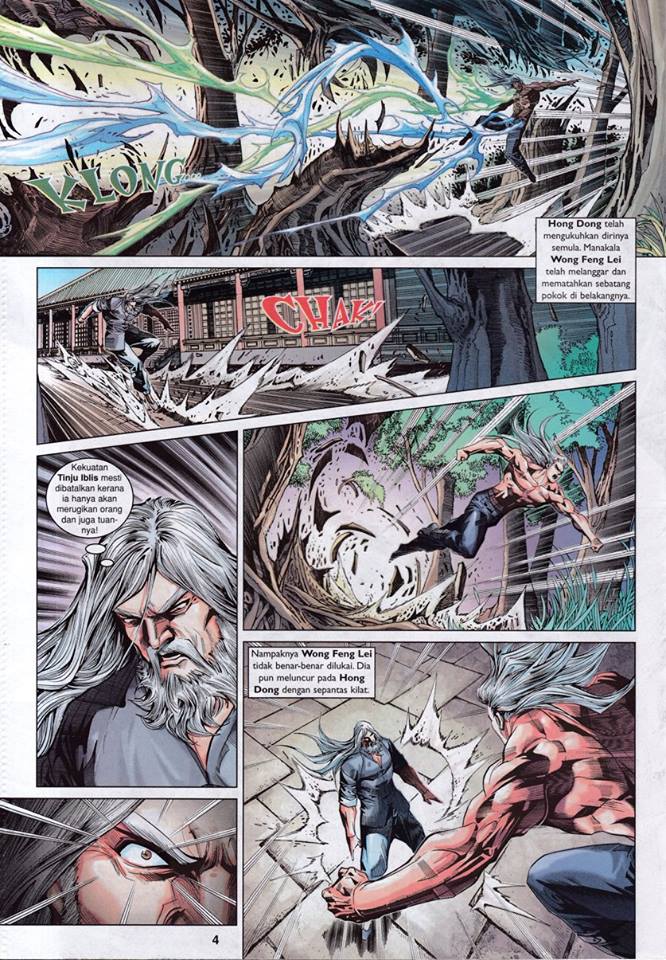 KLONG...
Hong Dong telah
mengukuhkan dirinya
semula. Manakala
Wong Feng Lei
telah melanggar dan
mematahkan sebatang
pokok di belakangnya.
CHAK!
Kekuatan
Tinju Iblis mesti
dibatalkan kerana
ia hanya akan
merugikan orang
dan juga tuan-
nya!
Nampaknya Wong Feng Lei
tidak benar-benar dilukai. Dia
pun meluncur pada Hong
Dong dengan sepantas kilat.
4